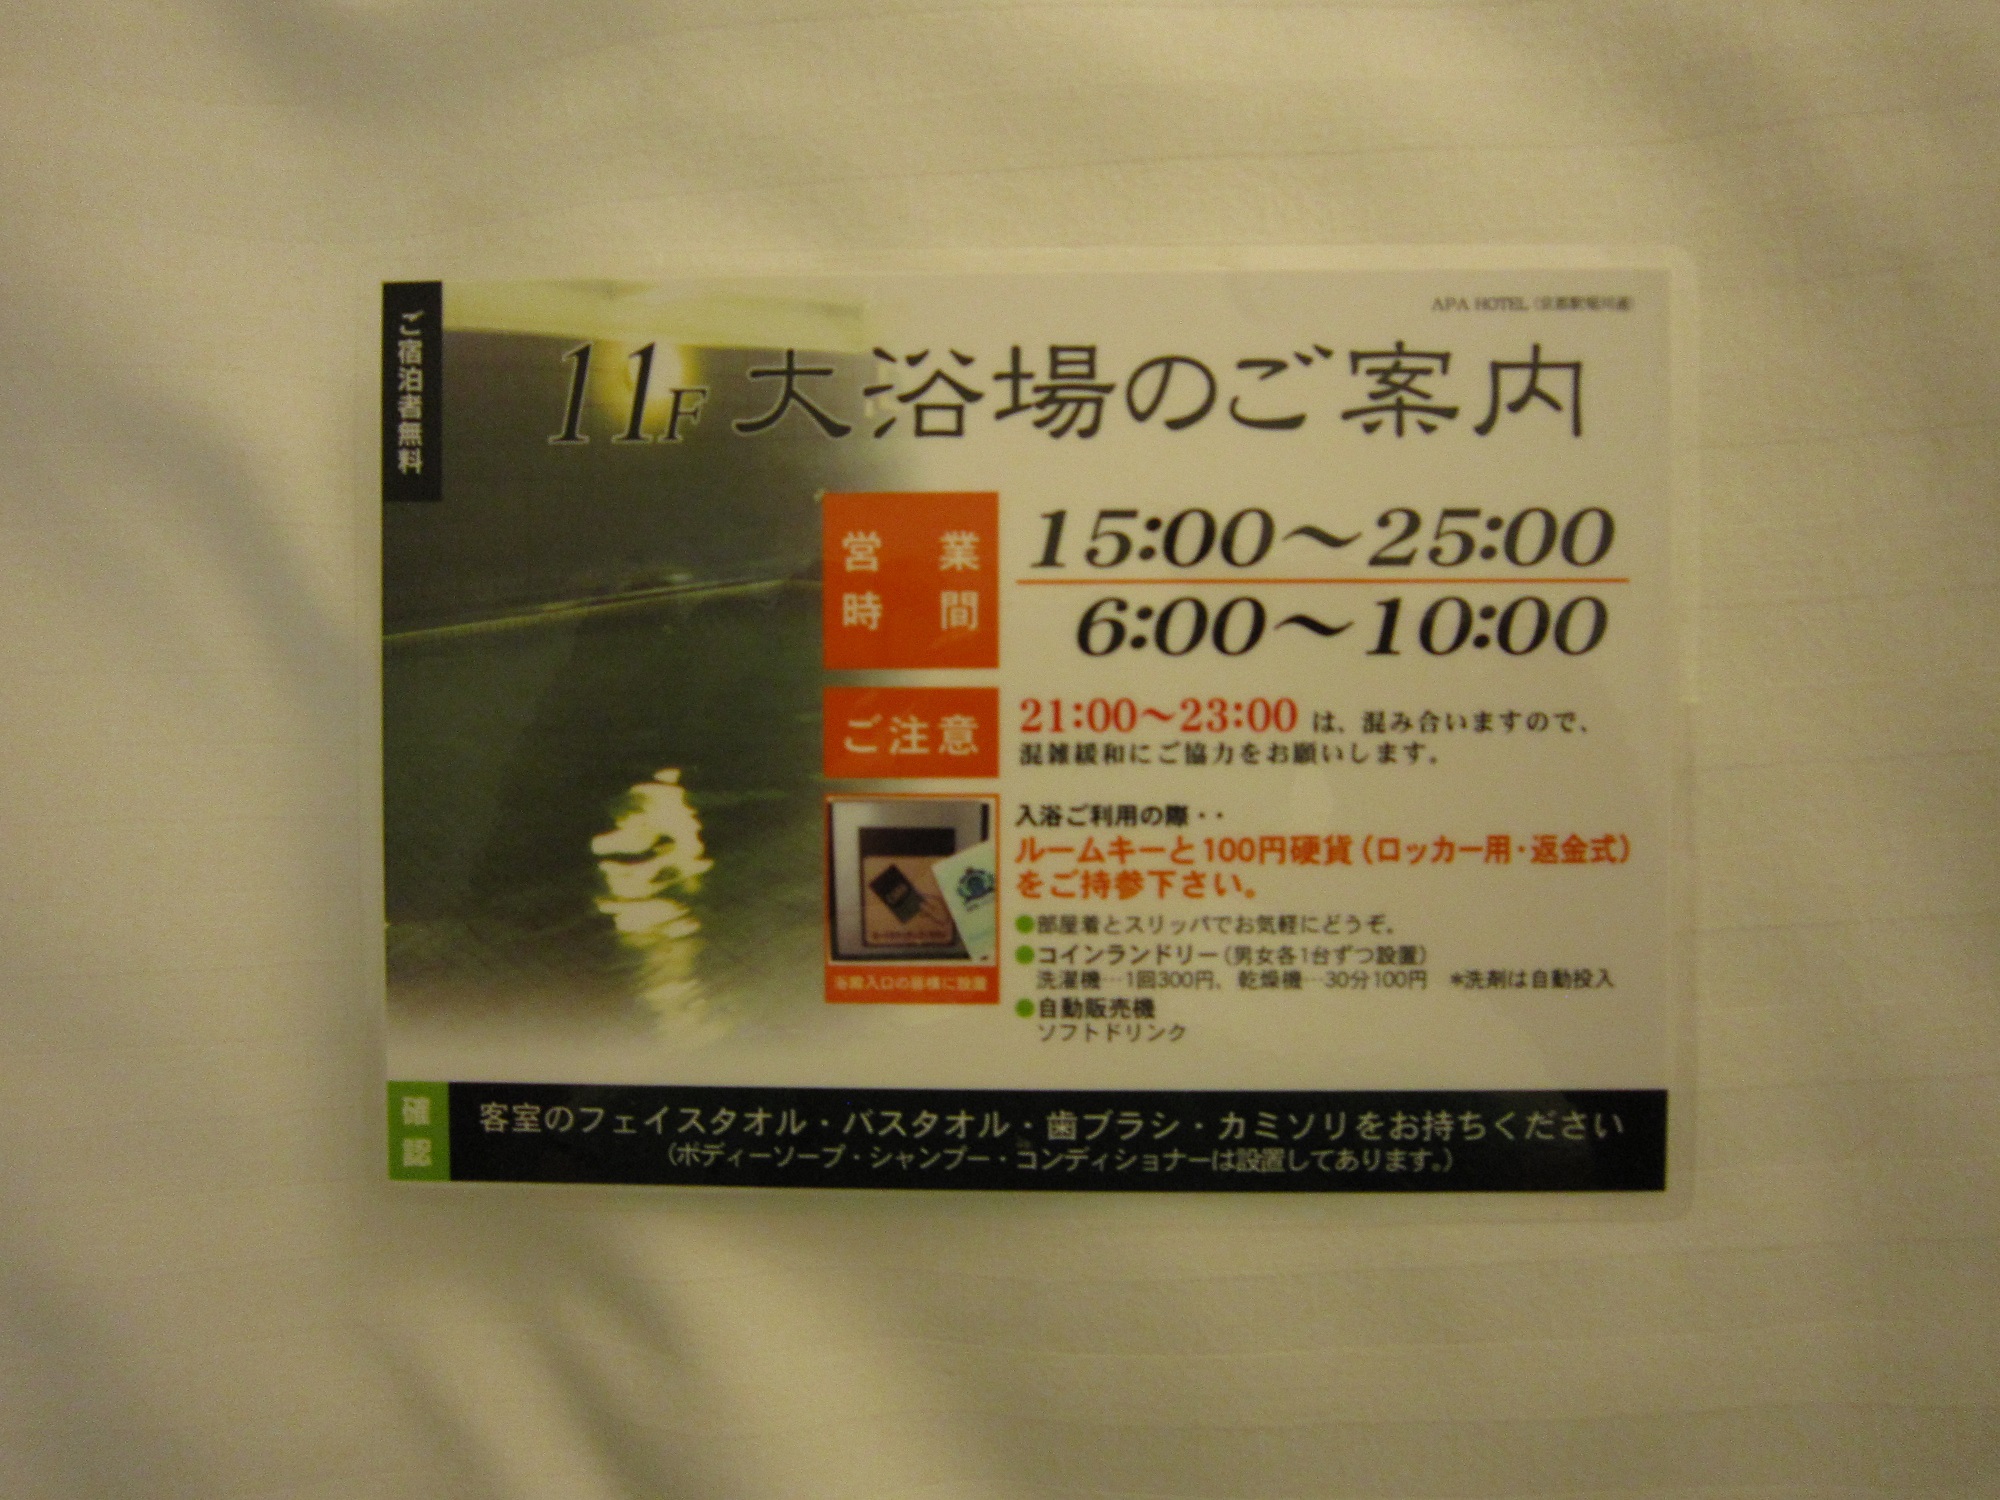 ご宿泊者無料
APA HOTEL〈京都駅堀川通〉
11F 大浴場のご案内
営業時間
15:00〜25:00
6:00〜10:00
ご注意
21:00〜23:00 は、混み合いますので、
混雑緩和にご協力をお願いします。
入浴ご利用の際・・
ルームキーと100円硬貨（ロッカー用・返金式）
をご持参下さい。
●部屋着とスリッパでお気軽にどうぞ。
●コインランドリー（男女各1台ずつ設置）
洗濯機…1回300円、乾燥機…30分100円 *洗剤は自動投入
●自動販売機
ソフトドリンク
確認
客室のフェイスタオル・バスタオル・歯ブラシ・カミソリをお持ちください
（ボディーソープ・シャンプー・コンディショナーは設置してあります。）